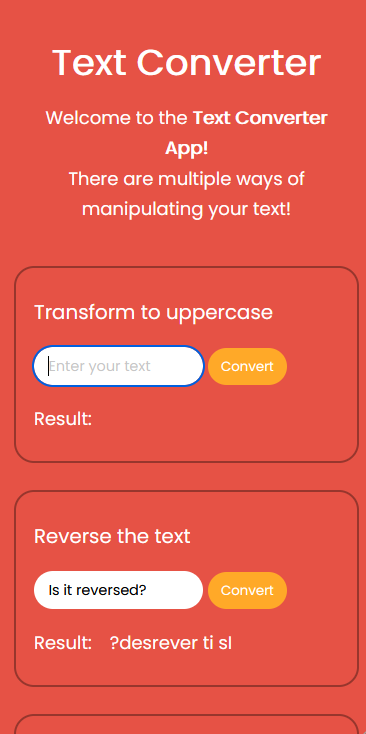 Text Converter
Welcome to the Text Converter
App!
There are multiple ways of
manipulating your text!
Transform to uppercase
Enter your text
Convert
Result:
Reverse the text
Is it reversed?
Convert
Result: ?desrever ti sI